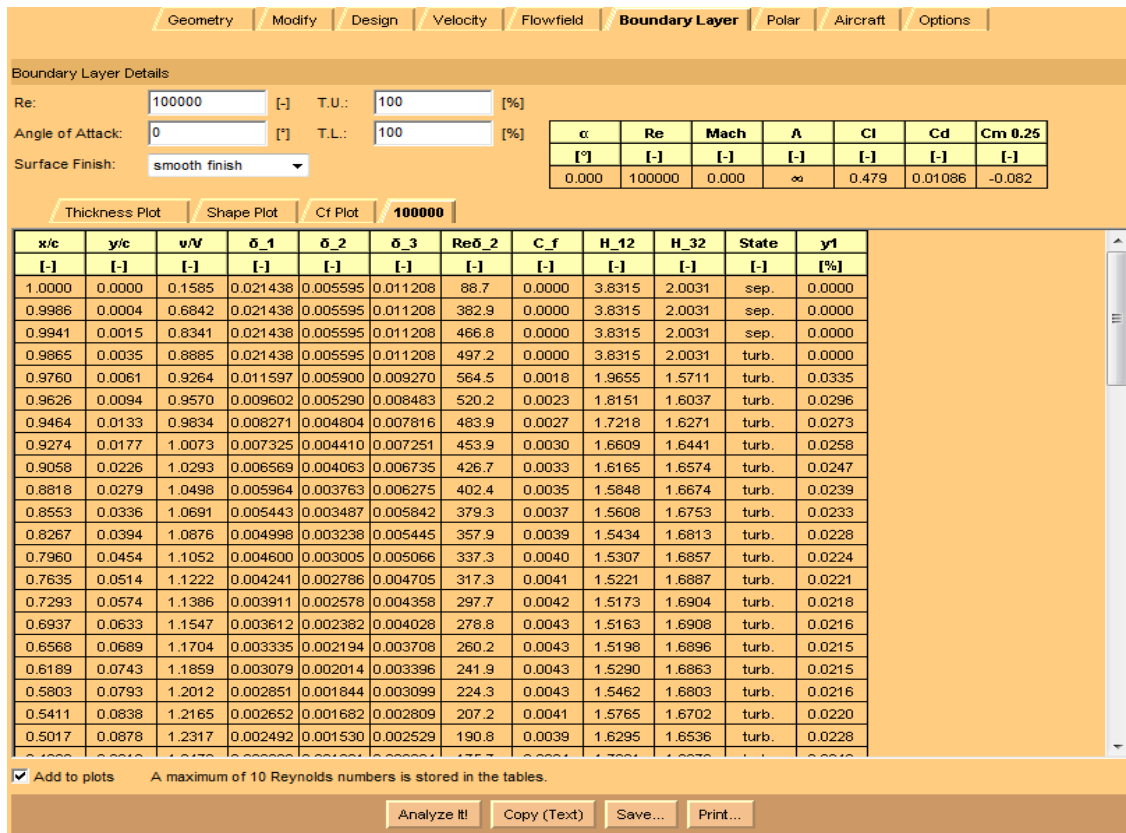 Geometry Modify Design Velocity Flowfield Boundary Layer Polar Aircraft Options
Boundary Layer Details
Re: 100000 [-] T.U.: 100 [%]
Angle of Attack: 0 [°] T.L.: 100 [%]
Surface Finish: smooth finish
α Re Mach Λ Cl Cd Cm 0.25
[°] [-] [-] [-] [-] [-] [-]
0.000 100000 0.000 ∞ 0.479 0.01086 -0.082
Thickness Plot Shape Plot Cf Plot 100000
x/c y/c v/V δ_1 δ_2 δ_3 Reδ_2 C_f H_12 H_32 State y1
[-] [-] [-] [-] [-] [-] [-] [-] [-] [-] [-] [%]
1.0000 0.0000 0.1585 0.021438 0.005595 0.011208 88.7 0.0000 3.8315 2.0031 sep. 0.0000
0.9986 0.0004 0.6842 0.021438 0.005595 0.011208 382.9 0.0000 3.8315 2.0031 sep. 0.0000
0.9941 0.0015 0.8341 0.021438 0.005595 0.011208 466.8 0.0000 3.8315 2.0031 sep. 0.0000
0.9865 0.0035 0.8885 0.021438 0.005595 0.011208 497.2 0.0000 3.8315 2.0031 turb. 0.0000
0.9760 0.0061 0.9264 0.011597 0.005900 0.009270 564.5 0.0018 1.9655 1.5711 turb. 0.0335
0.9626 0.0094 0.9570 0.009602 0.005290 0.008483 520.2 0.0023 1.8151 1.6037 turb. 0.0296
0.9464 0.0133 0.9834 0.008271 0.004804 0.007816 483.9 0.0027 1.7218 1.6271 turb. 0.0273
0.9274 0.0177 1.0073 0.007325 0.004410 0.007251 453.9 0.0030 1.6609 1.6441 turb. 0.0258
0.9058 0.0226 1.0293 0.006569 0.004063 0.006735 426.7 0.0033 1.6165 1.6574 turb. 0.0247
0.8818 0.0279 1.0498 0.005964 0.003763 0.006275 402.4 0.0035 1.5848 1.6674 turb. 0.0239
0.8553 0.0336 1.0691 0.005443 0.003487 0.005842 379.3 0.0037 1.5608 1.6753 turb. 0.0233
0.8267 0.0394 1.0876 0.004998 0.003238 0.005445 357.9 0.0039 1.5434 1.6813 turb. 0.0228
0.7960 0.0454 1.1052 0.004600 0.003005 0.005066 337.3 0.0040 1.5307 1.6857 turb. 0.0224
0.7635 0.0514 1.1222 0.004241 0.002786 0.004705 317.3 0.0041 1.5221 1.6887 turb. 0.0221
0.7293 0.0574 1.1386 0.003911 0.002578 0.004358 297.7 0.0042 1.5173 1.6904 turb. 0.0218
0.6937 0.0633 1.1547 0.003612 0.002382 0.004028 278.8 0.0043 1.5163 1.6908 turb. 0.0216
0.6568 0.0689 1.1704 0.003335 0.002194 0.003708 260.2 0.0043 1.5198 1.6896 turb. 0.0215
0.6189 0.0743 1.1859 0.003079 0.002014 0.003396 241.9 0.0043 1.5290 1.6863 turb. 0.0215
0.5803 0.0793 1.2012 0.002851 0.001844 0.003099 224.3 0.0043 1.5462 1.6803 turb. 0.0216
0.5411 0.0838 1.2165 0.002652 0.001682 0.002809 207.2 0.0041 1.5765 1.6702 turb. 0.0220
0.5017 0.0878 1.2317 0.002492 0.001530 0.002529 190.8 0.0039 1.6295 1.6536 turb. 0.0228
Add to plots A maximum of 10 Reynolds numbers is stored in the tables.
Analyze It! Copy (Text) Save... Print...